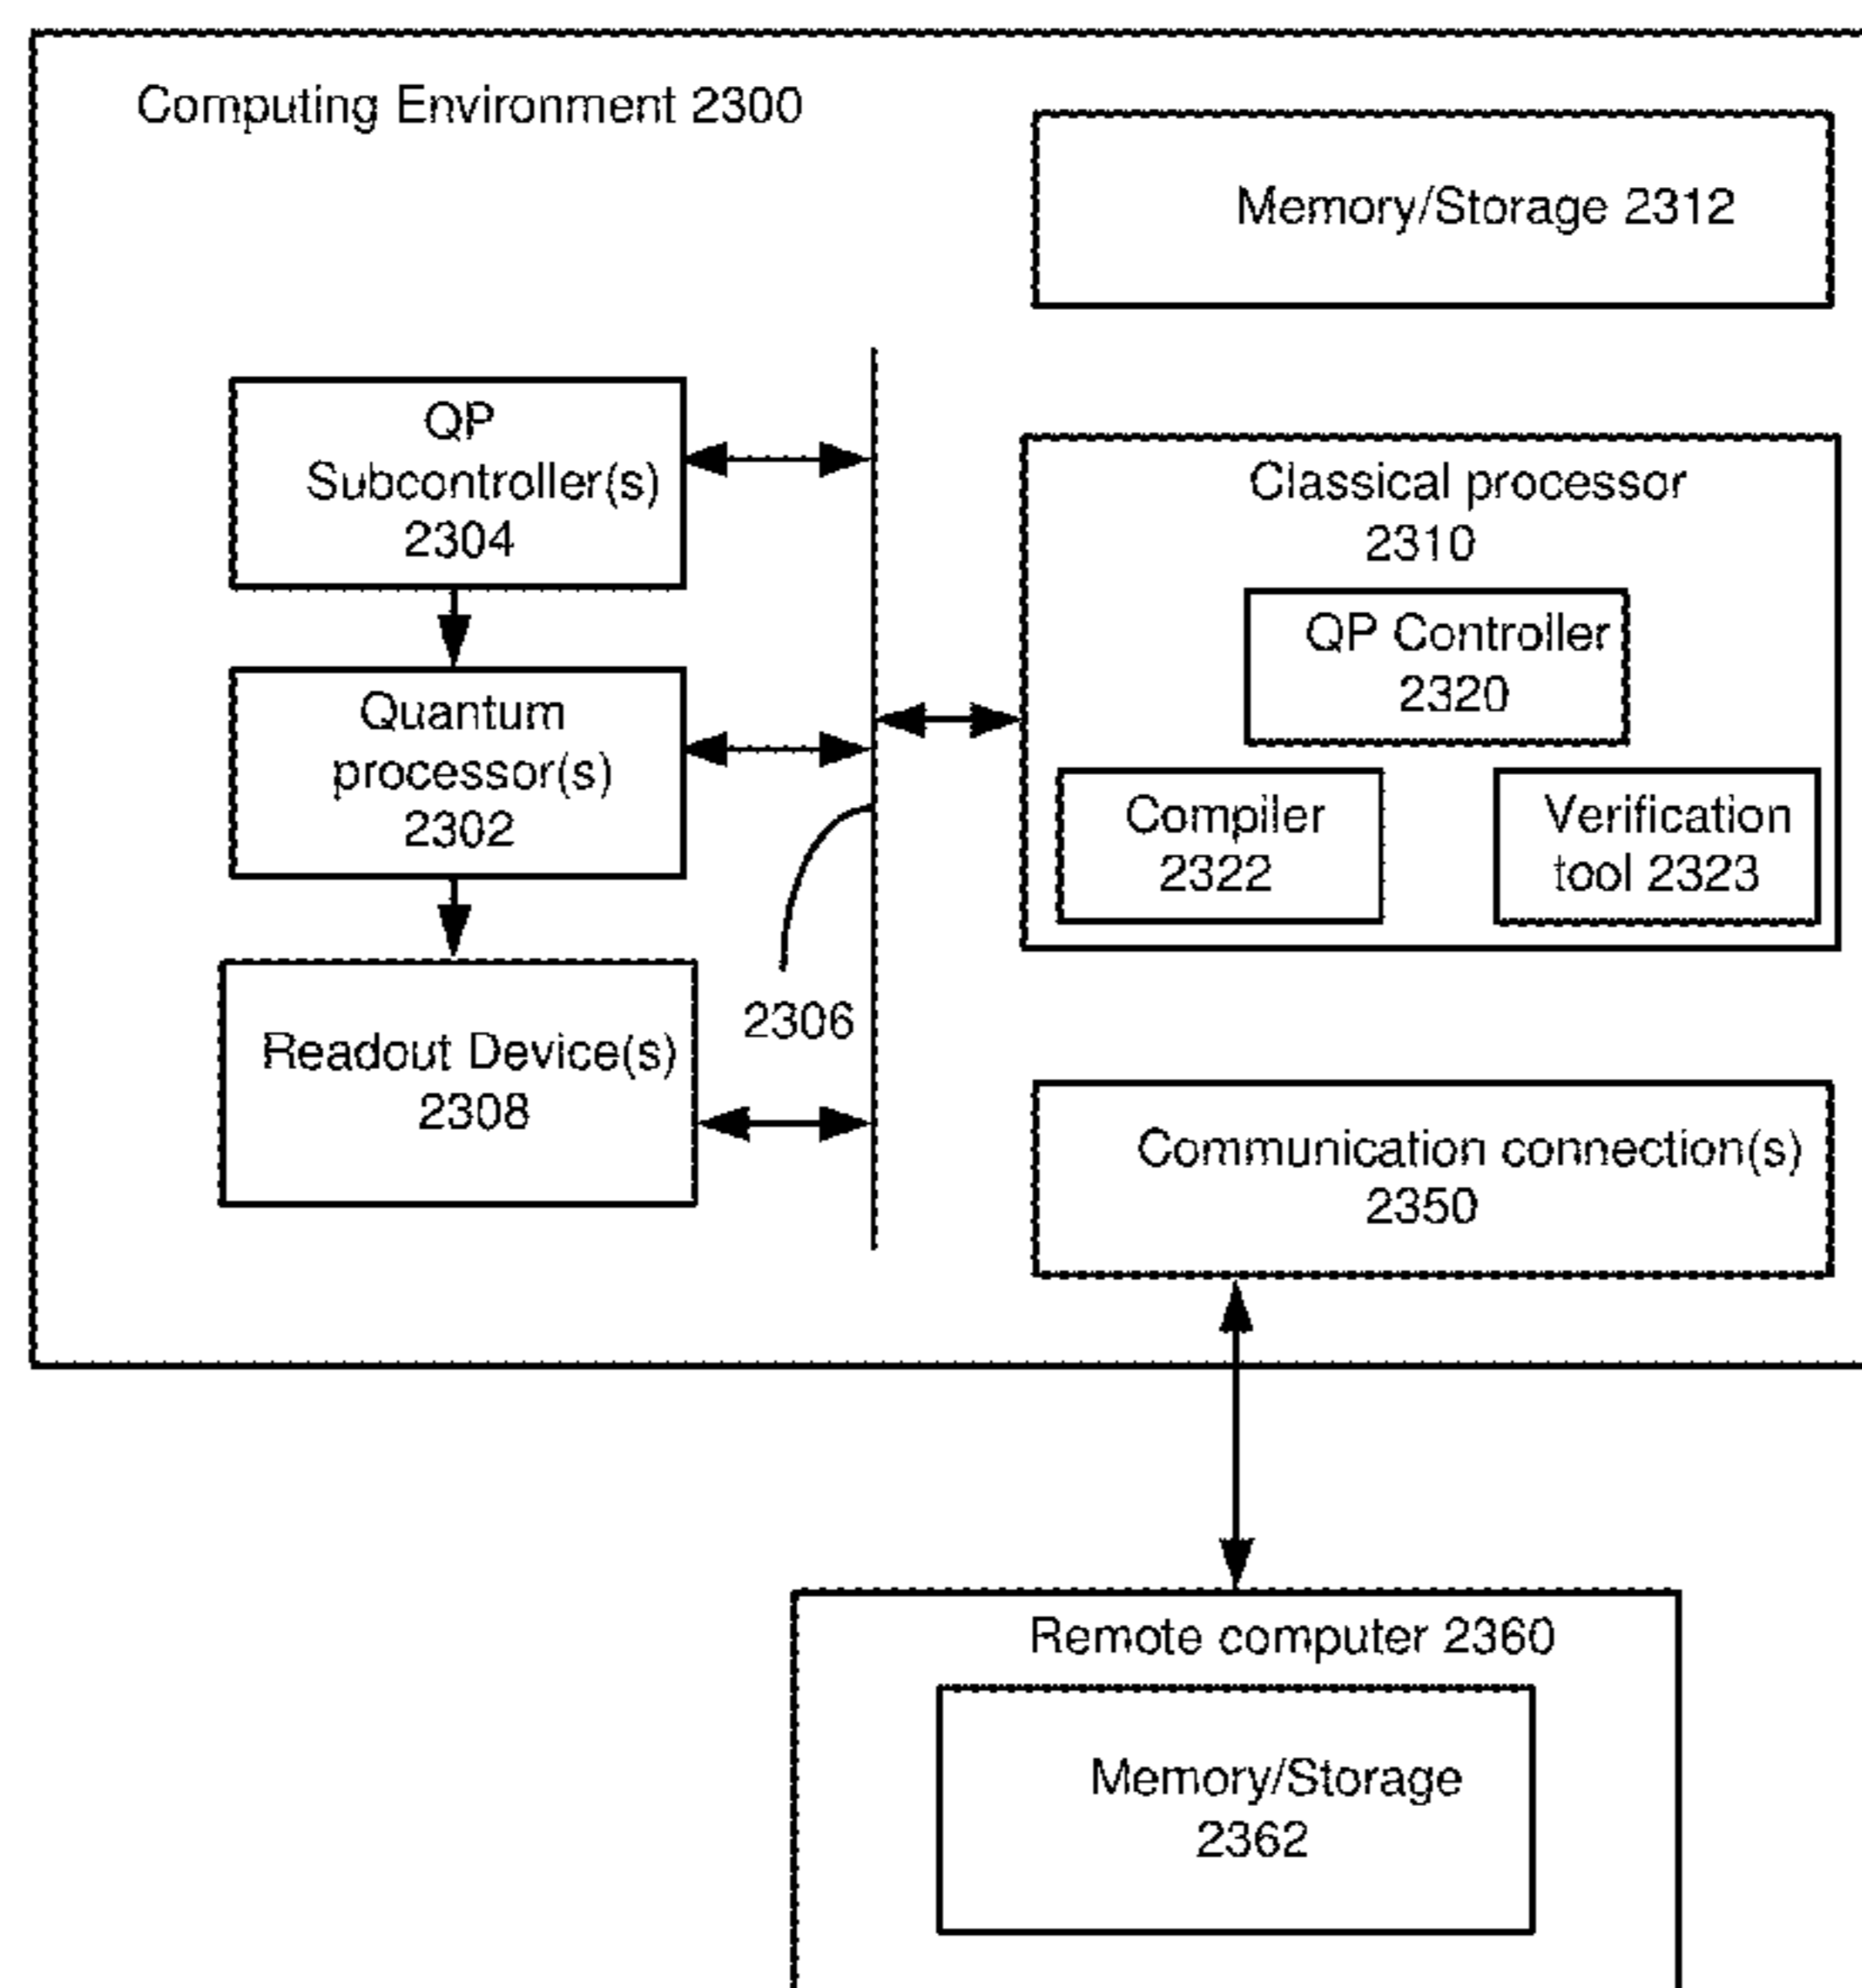 Computing Environment 2300
Memory/Storage 2312
QP
Subcontroller(s)
2304
Classical processor
2310
QP Controller
2320
Quantum
processor(s)
2302
Compiler
2322
Verification
tool 2323
2306
Readout Device(s)
2308
Communication connection(s)
2350
Remote computer 2360
Memory/Storage
2362